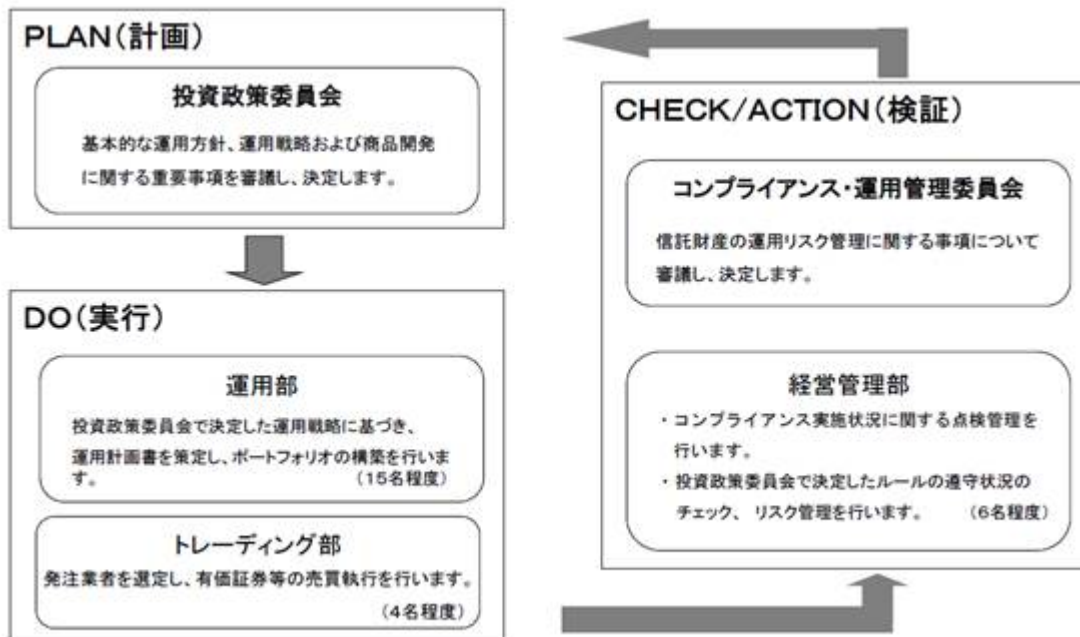 PLAN(計画)
投資政策委員会
基本的な運用方針、運用戦略および商品開発
に関する重要事項を審議し、決定します。
DO(実行)
運用部
投資政策委員会で決定した運用戦略に基づき、
運用計画書を策定し、ポートフォリオの構築を行いま
す。 (15名程度)
トレーディング部
発注業者を選定し、有価証券等の売買執行を行います。
(4名程度)
CHECK/ACTION(検証)
コンプライアンス・運用管理委員会
信託財産の運用リスク管理に関する事項について
審議し、決定します。
経営管理部
・コンプライアンス実施状況に関する点検管理を
行います。
・投資政策委員会で決定したルールの遵守状況の
チェック、 リスク管理を行います。 (6名程度)